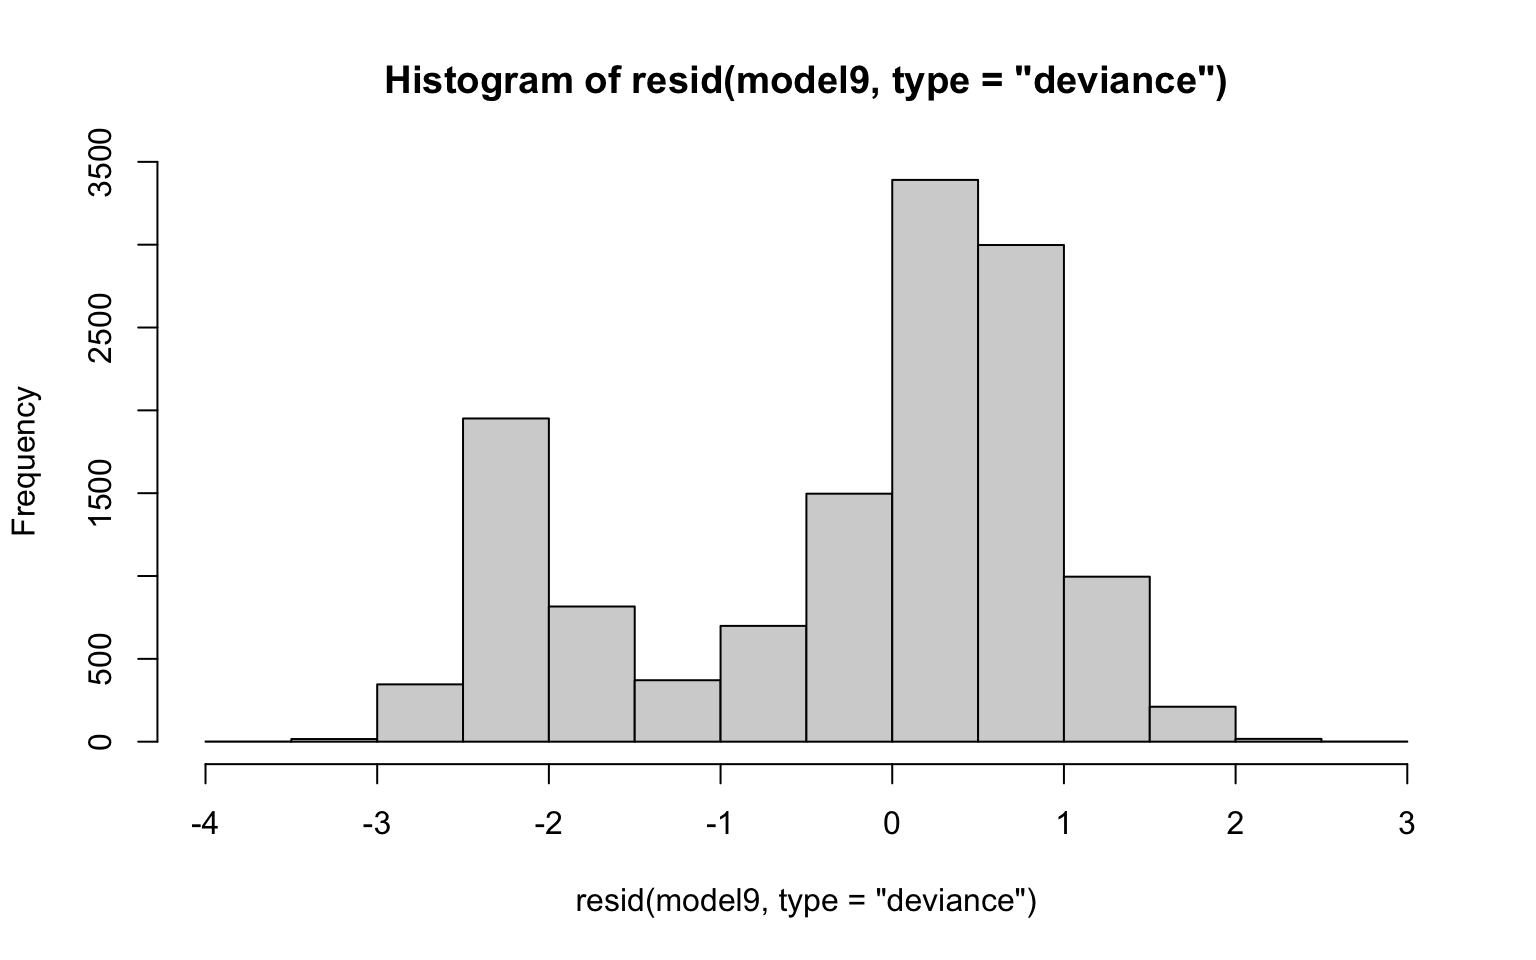 Histogram of resid(model9, type = "deviance")
Frequency
3500
2500
1500
500
0
-4 -3 -2 -1 0 1 2 3
resid(model9, type = "deviance")